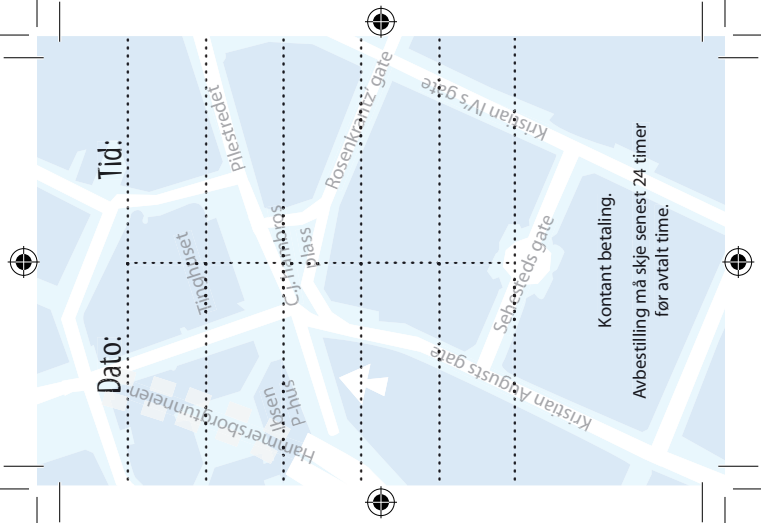 Dato:
Tid:
Hammersborgtunnelen
Tinghuset
Pilestredet
Ibsen
P-hus
C.j. hambros
plass
Rosenkrantz' gate
Kristian IV's gate
Kristian Augusts gate
Sehesteds gate
Kontant betaling.
Avbestilling må skje senest 24 timer
før avtalt time.